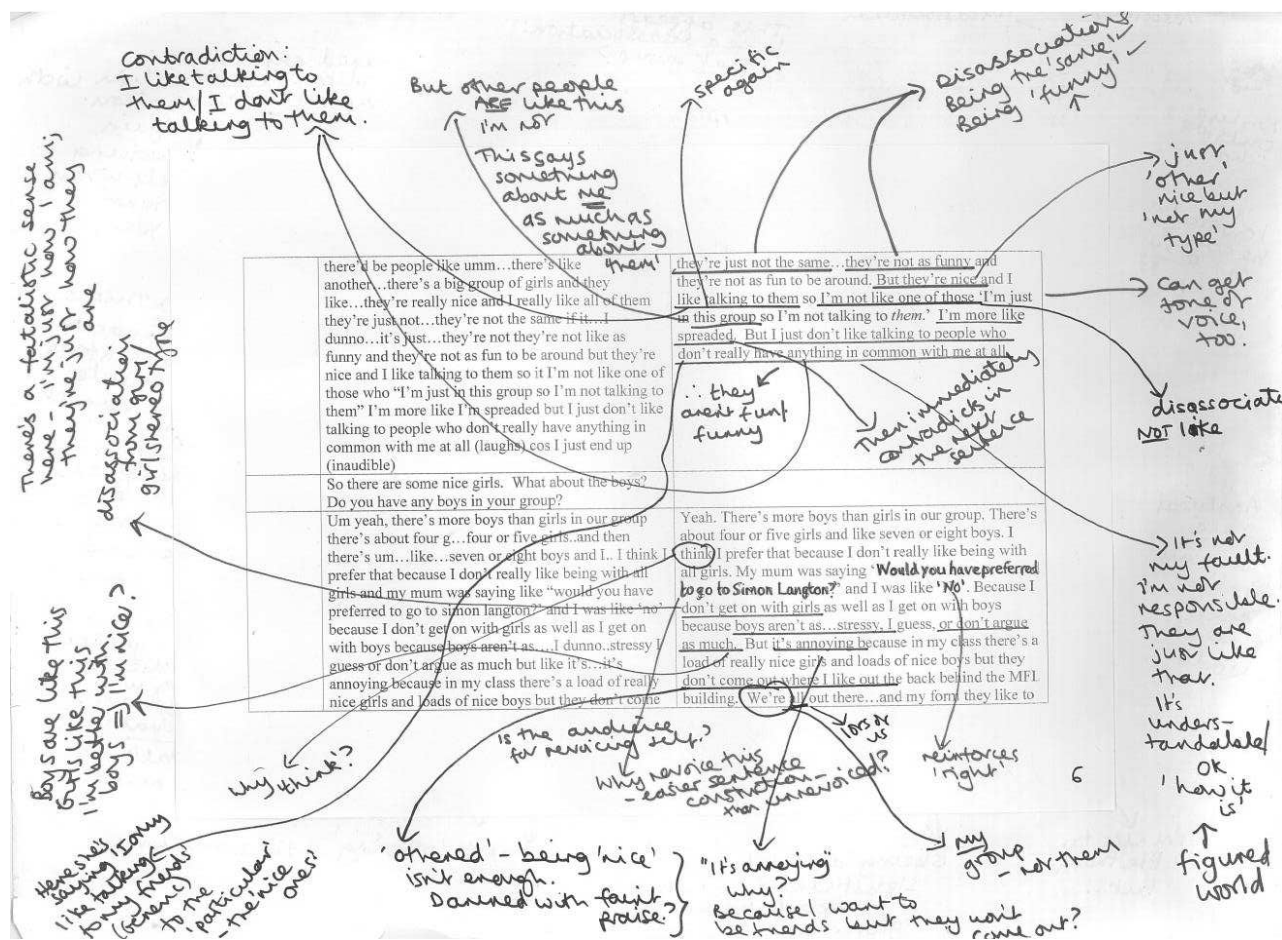 contradiction:
I like talking to
them/I don't like
talking to them.
But other people
ARE like this
I'm not
This says
something
about me
as much as
something
about
'them'
specific
again
Disassociations
Being the 'same' –
Being 'funny' –
just
'other'
nice but
'not my
type'
can get
tone of
voice
too!
disassociate
NOT like
There's a fatalistic sense
here – 'I'm just how I am;
they're just how they
are
disassociation
from girls/
girlishness
there'd be people like umm…there's like
another…there's a big group of girls and they
like…they're really nice and I really like all of them
they're just not…they're not the same if it…I
dunno…it's just…they're not they're not like as
funny and they're not as fun to be around but they're
nice and I like talking to them so it I'm not like one of
those who "I'm just in this group so I'm not talking to
them" I'm more like I'm spreaded but I just don't like
talking to people who don't really have anything in
common with me at all (laughs) cos I just end up
(inaudible)
they're just not the same…they're not as funny and
they're not as fun to be around. But they're nice and I
like talking to them so I'm not like one of those 'I'm just
in this group so I'm not talking to them.' I'm more like
spreaded. But I just don't like talking to people who
don't really have anything in common with me at all.
∴ they
aren't fun/
funny
Then immediately
contradicts in
the next
sentence
So there are some nice girls. What about the boys?
Do you have any boys in your group?
Um yeah, there's more boys than girls in our group
there's about four g…four or five girls..and then
there's um…like…seven or eight boys and I.. I think I
prefer that because I don't really like being with all
girls and my mum was saying like "would you have
preferred to go to simon langton?" and I was like 'no'
because I don't get on with girls as well as I get on
with boys because boys aren't as….I dunno..stressy I
guess or don't argue as much but like it's…it's
annoying because in my class there's a load of really
nice girls and loads of nice boys but they don't come
Yeah. There's more boys than girls in our group. There's
about four or five girls and like seven or eight boys. I
think I prefer that because I don't really like being with
all girls. My mum was saying 'Would you have preferred
to go to Simon Langton?' and I was like 'No'. Because I
don't get on with girls as well as I get on with boys
because boys aren't as…stressy, I guess, or don't argue
as much. But it's annoying because in my class there's a
load of really nice girls and loads of nice boys but they
don't come out where I like out the back behind the MFL
building. We're all out there…and my form they like to
It's not
my fault.
I'm not
responsible.
They are
just like
that.
It's
unders-
tandable/
OK
'how it
is'
figured
world
Boys are like this
Girls like this
I'm better with
boys = I'm nice?
why 'think'?
Is the audience
for revoicing self?
Why revoice this
– easier sentence
construction –
than unrevoiced?
reinforces
'right'
6
Here she's
saying 'I only
like talking
to my friends'
(generic)
to the
'particular
– the 'nice
ones'
'othered' – being 'nice'
isn't enough.
Damned with faint
praise?
"It's annoying"
why?
Because I want to
be friends but they won't
come out?
my
group
– not them